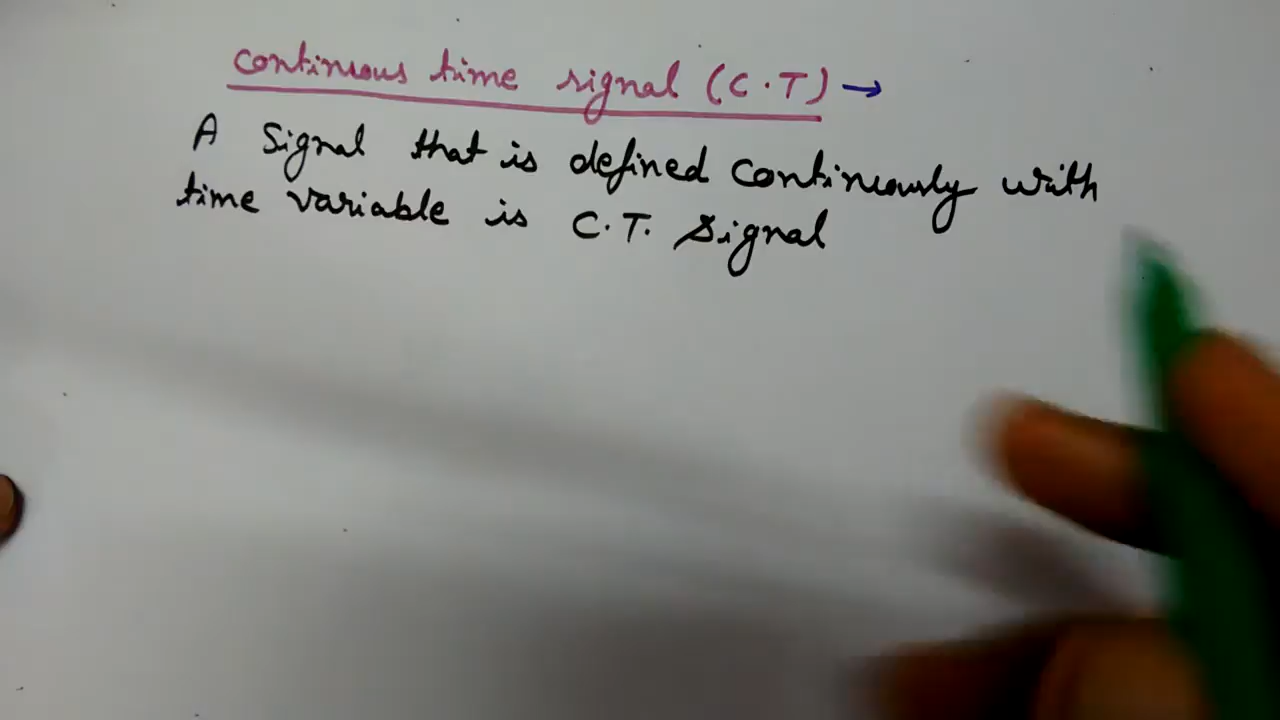 continuous time signal (C.T) →
A Signal that is defined continuously with
time variable is C.T. Signal